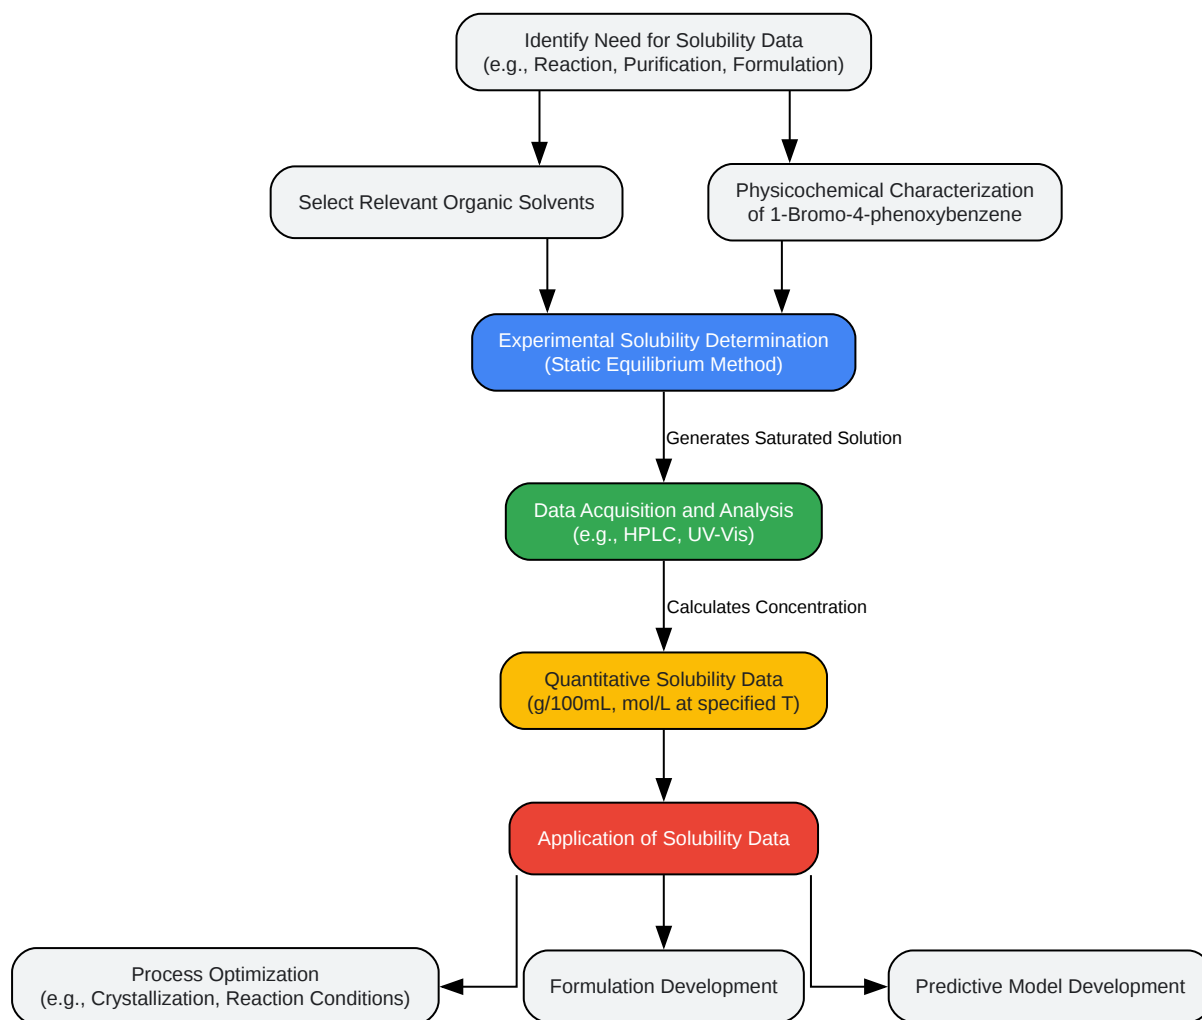 Identify Need for Solubility Data
(e.g., Reaction, Purification, Formulation)
Select Relevant Organic Solvents
Physicochemical Characterization
of 1-Bromo-4-phenoxybenzene
Experimental Solubility Determination
(Static Equilibrium Method)
Generates Saturated Solution
Data Acquisition and Analysis
(e.g., HPLC, UV-Vis)
Calculates Concentration
Quantitative Solubility Data
(g/100mL, mol/L at specified T)
Application of Solubility Data
Process Optimization
(e.g., Crystallization, Reaction Conditions)
Formulation Development
Predictive Model Development